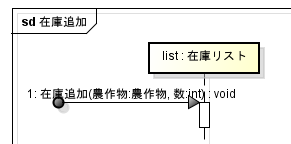 sd 在庫追加
list : 在庫リスト
1: 在庫追加(農作物:農作物, 数:int) : void